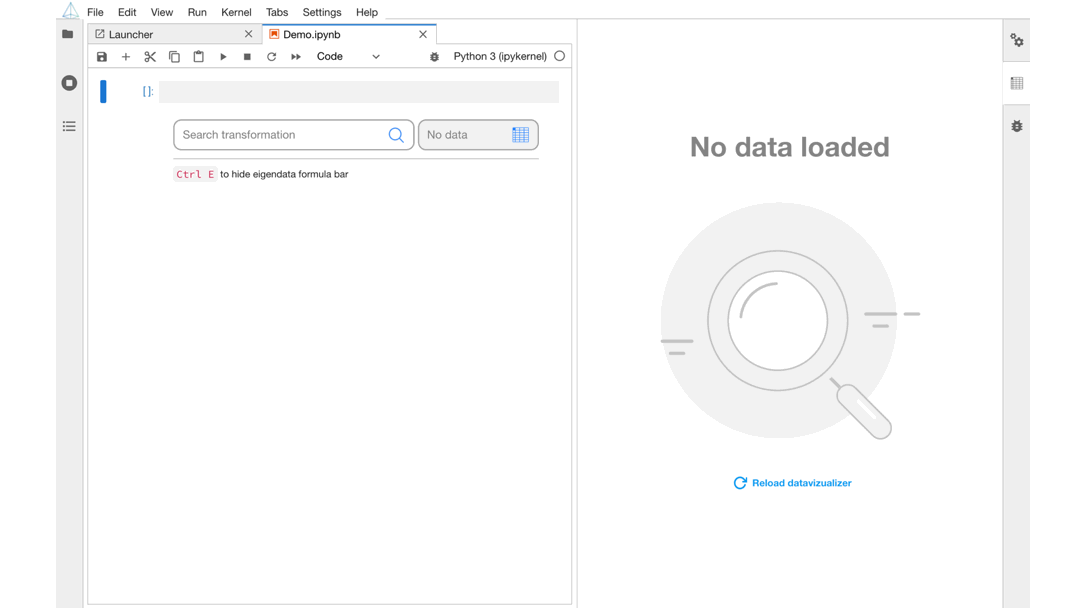 File Edit View Run Kernel Tabs Settings Help
Launcher
Demo.ipynb
Code
Python 3 (ipykernel)
[]:
Search transformation
No data
Ctrl E to hide eigendata formula bar
No data loaded
Reload datavizualizer